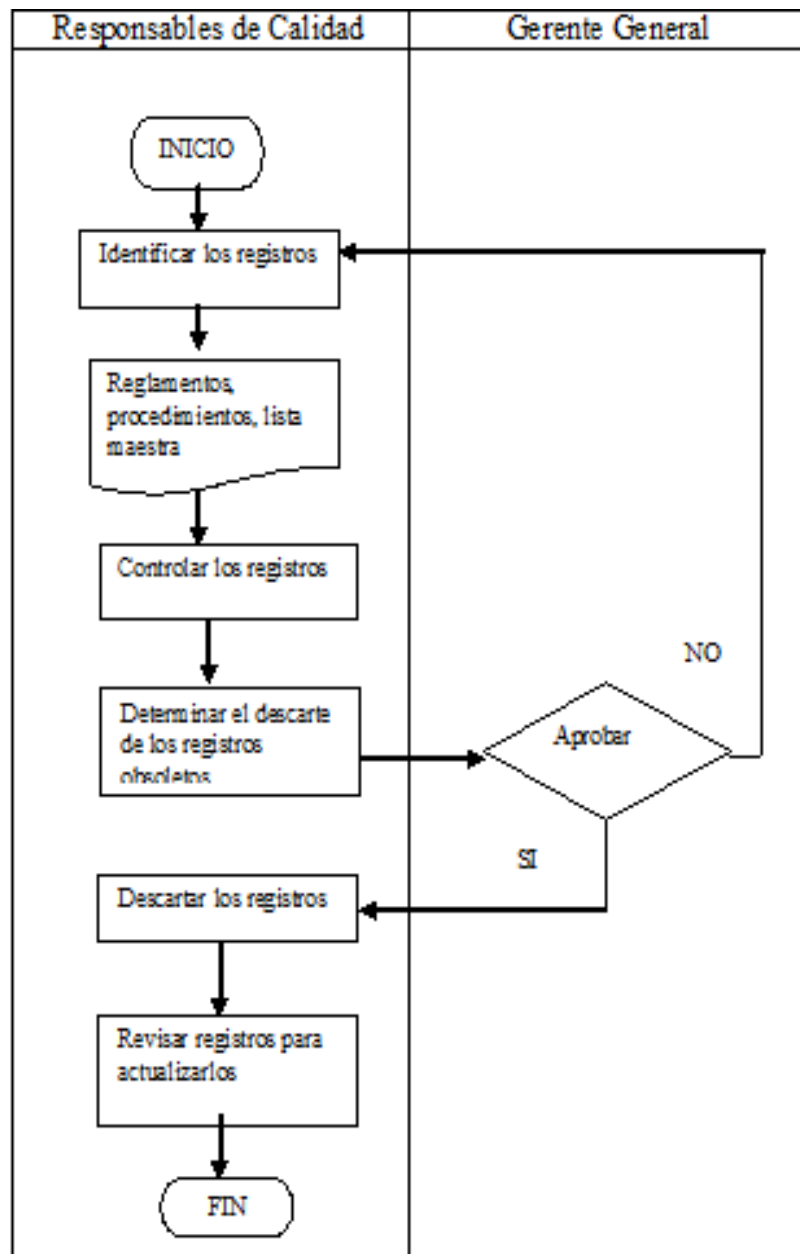 Responsables de Calidad
Gerente General
INICIO
Identificar los registros
Reglamentos,
procedimientos, lista
maestra
Controlar los registros
NO
Determinar el descarte
de los registros
obsoletos
Aprobar
SI
Descartar los registros
Revisar registros para
actualizarlos
FIN